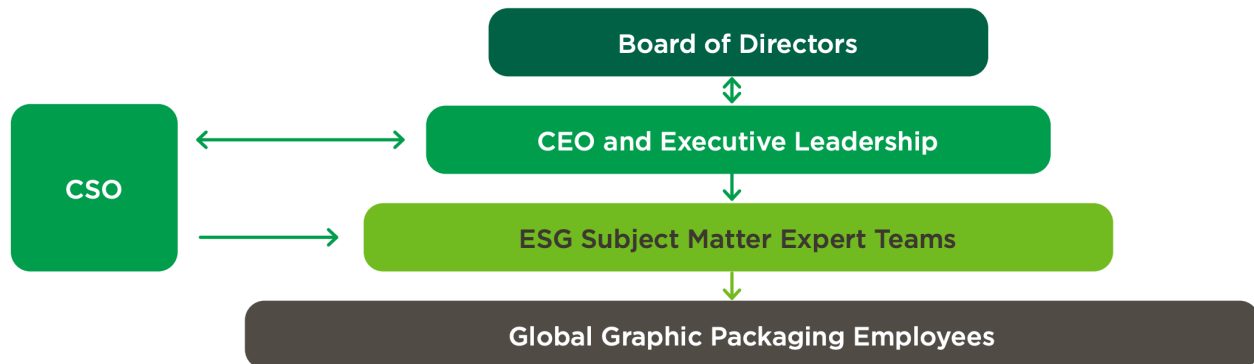 Board of Directors
CEO and Executive Leadership
CSO
ESG Subject Matter Expert Teams
Global Graphic Packaging Employees